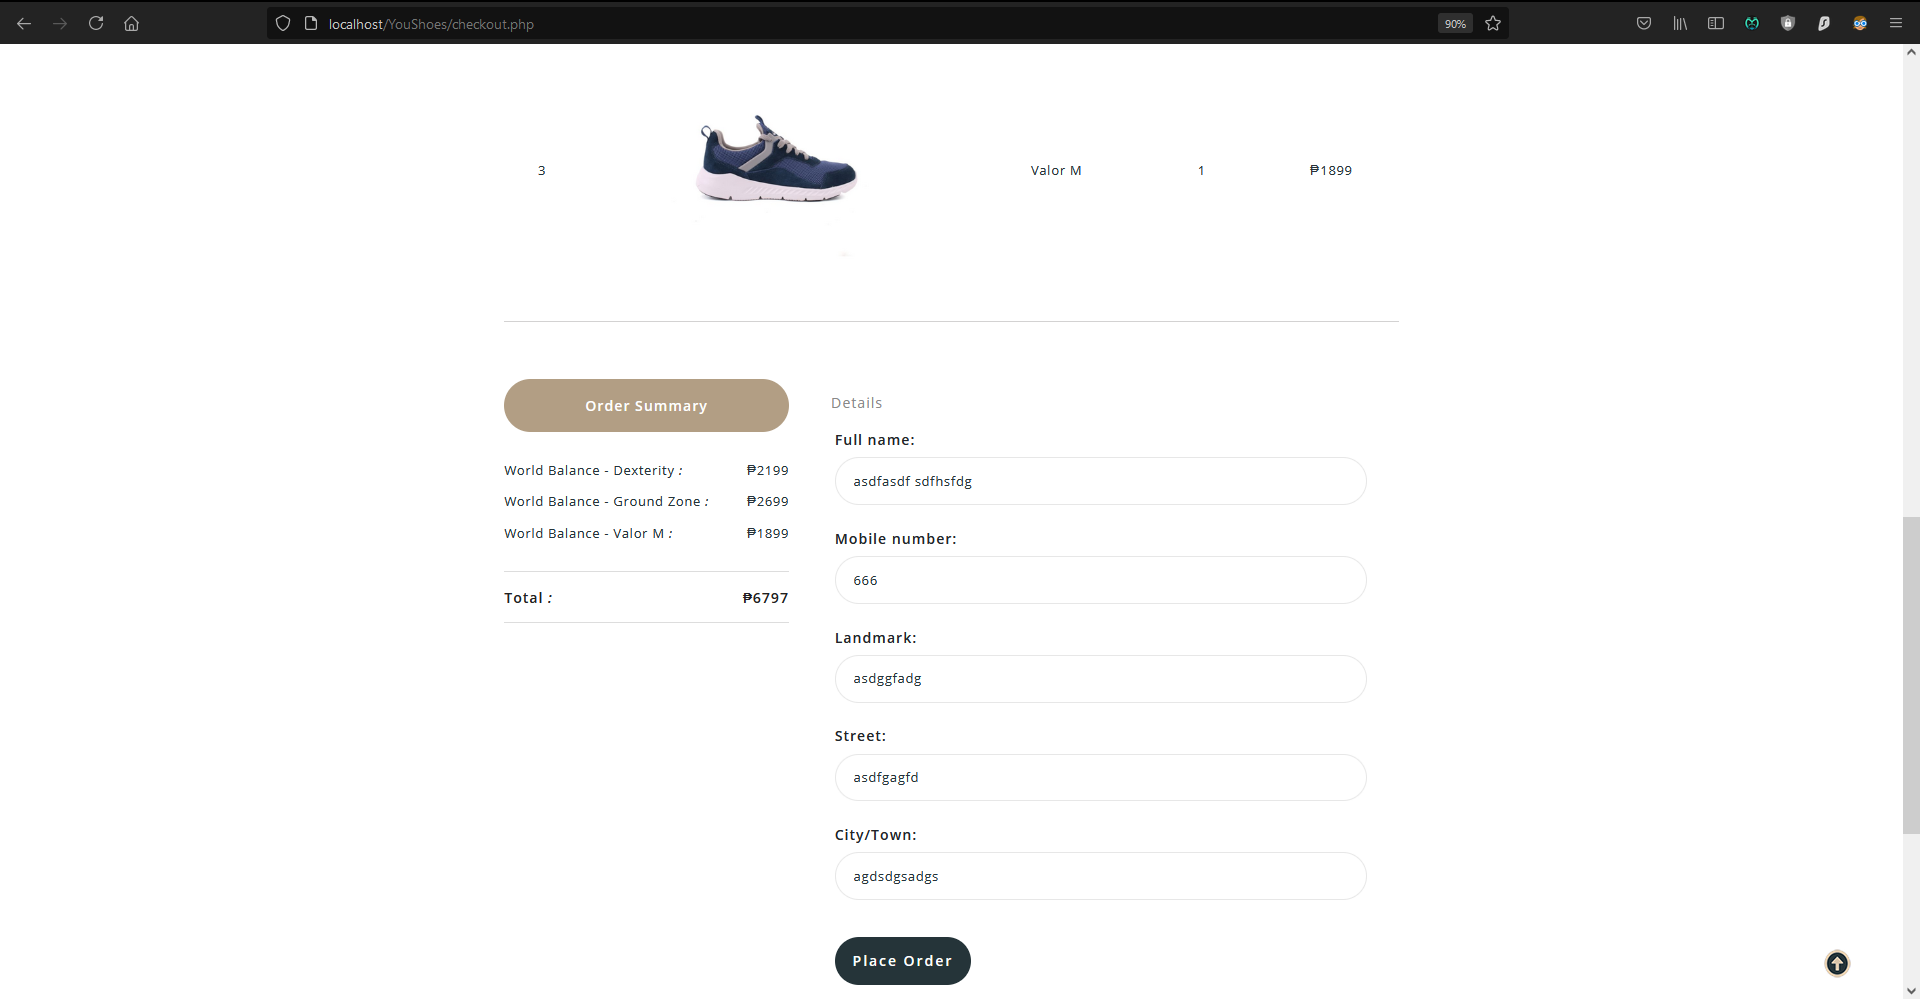 localhost/YouShoes/checkout.php
90%
3 Valor M 1 ₱1899
Order Summary
World Balance - Dexterity : ₱2199
World Balance - Ground Zone : ₱2699
World Balance - Valor M : ₱1899
Total : ₱6797
Details
Full name:
asdfasdf sdfhsfdg
Mobile number:
666
Landmark:
asdggfadg
Street:
asdfgagfd
City/Town:
agdsdgsadgs
Place Order